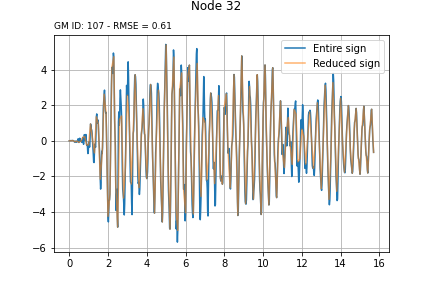 Node 32
GM ID: 107 - RMSE = 0.61
Entire sign
Reduced sign
4
2
0
−2
−4
−6
0 2 4 6 8 10 12 14 16